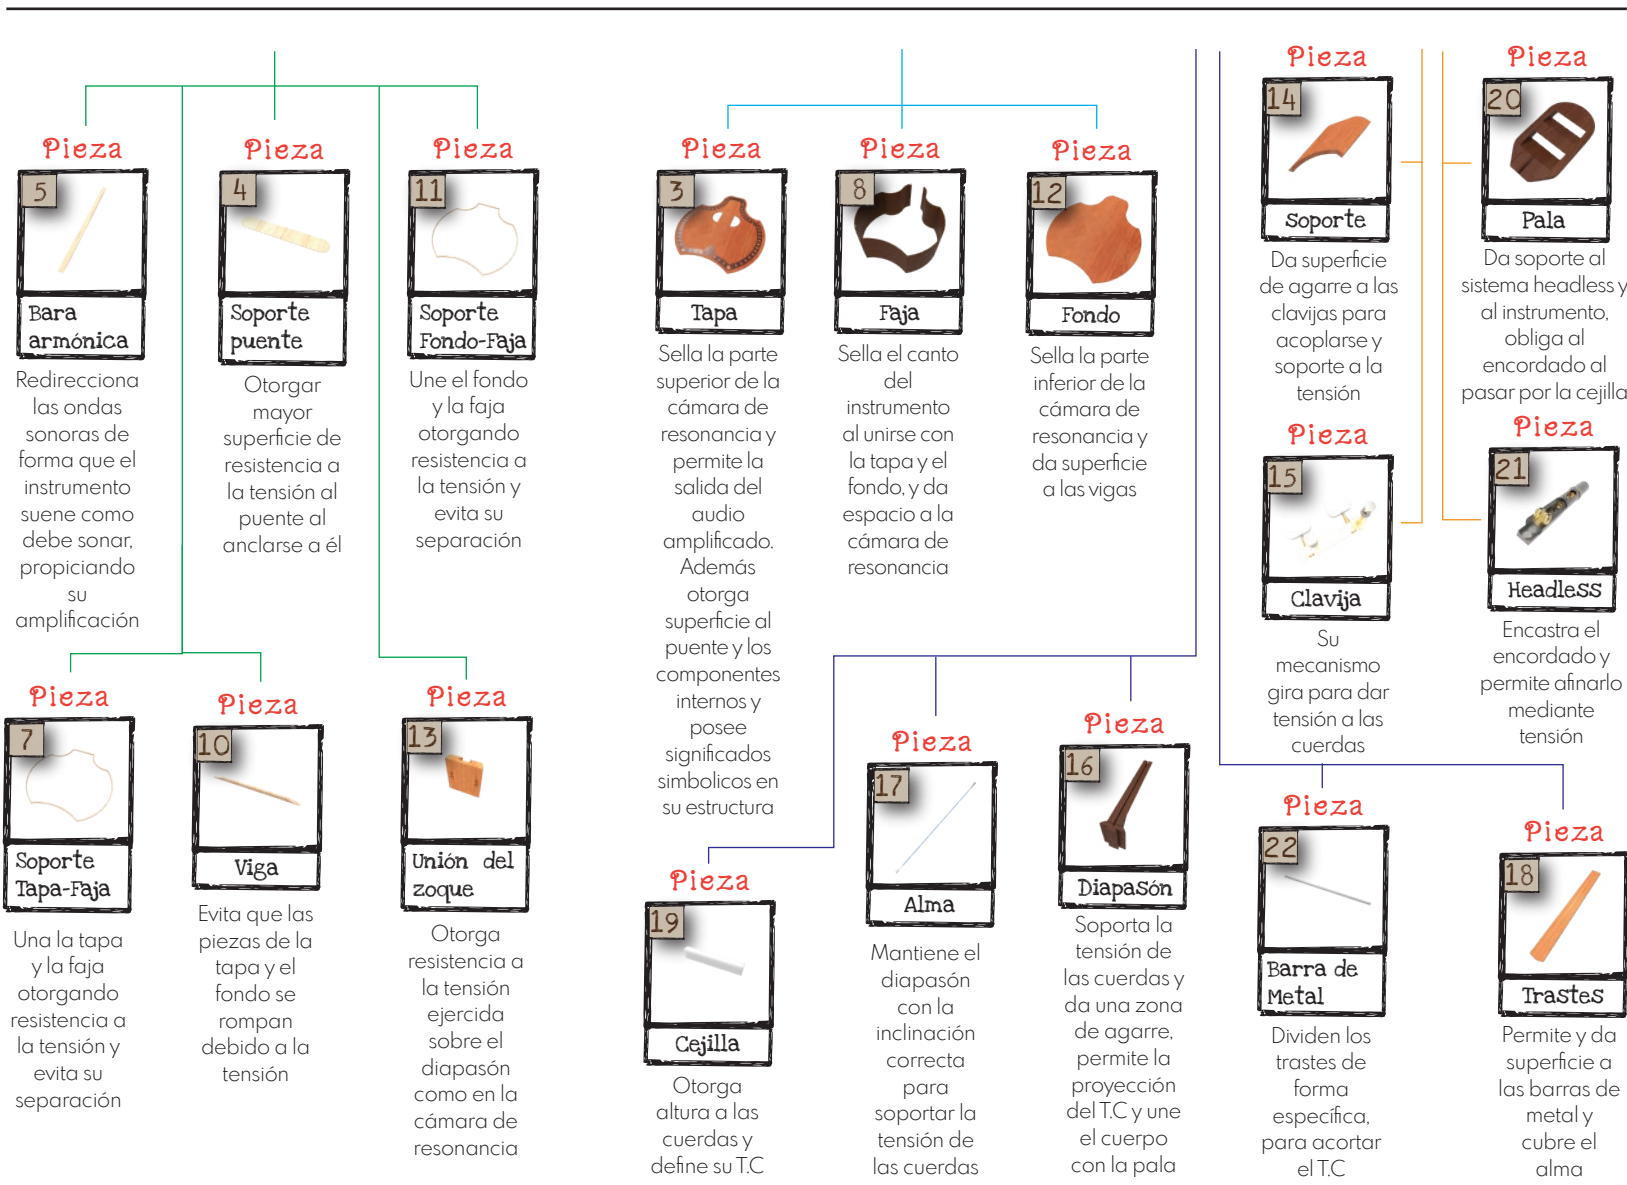 Pieza
5
Bara
armónica
Redirecciona
las ondas
sonoras de
forma que el
instrumento
suene como
debe sonar,
propiciando
su
amplificación
Pieza
4
Soporte
puente
Otorgar
mayor
superficie de
resistencia a
la tensión al
puente al
anclarse a él
Pieza
11
Soporte
Fondo-Faja
Une el fondo
y la faja
otorgando
resistencia a
la tensión y
evita su
separación
Pieza
7
Soporte
Tapa-Faja
Una la tapa
y la faja
otorgando
resistencia a
la tensión y
evita su
separación
Pieza
10
Viga
Evita que las
piezas de la
tapa y el
fondo se
rompan
debido a la
tensión
Pieza
13
Unión del
zoque
Otorga
resistencia a
la tensión
ejercida
sobre el
diapasón
como en la
cámara de
resonancia
Pieza
3
Tapa
Sella la parte
superior de la
cámara de
resonancia y
permite la
salida del
audio
amplificado.
Además
otorga
superficie al
puente y los
componentes
internos y
posee
significados
simbolicos en
su estructura
Pieza
8
Faja
Sella el canto
del
instrumento
al unirse con
la tapa y el
fondo, y da
espacio a la
cámara de
resonancia
Pieza
12
Fondo
Sella la parte
inferior de la
cámara de
resonancia y
da superficie
a las vigas
Pieza
19
Cejilla
Otorga
altura a las
cuerdas y
define su T.C
Pieza
17
Alma
Mantiene el
diapasón
con la
inclinación
correcta
para
soportar la
tensión de
las cuerdas
Pieza
16
Diapasón
Soporta la
tensión de
las cuerdas y
da una zona
de agarre,
permite la
proyección
del T.C y une
el cuerpo
con la pala
Pieza
14
soporte
Da superficie
de agarre a las
clavijas para
acoplarse y
soporte a la
tensión
Pieza
15
Clavija
Su
mecanismo
gira para dar
tensión a las
cuerdas
Pieza
20
Pala
Da soporte al
sistema headless y
al instrumento,
obliga al
encordado al
pasar por la cejilla
Pieza
21
Headless
Encastra el
encordado y
permite afinarlo
mediante
tensión
Pieza
22
Barra de
Metal
Dividen los
trastes de
forma
específica,
para acortar
el T.C
Pieza
18
Trastes
Permite y da
superficie a
las barras de
metal y
cubre el
alma